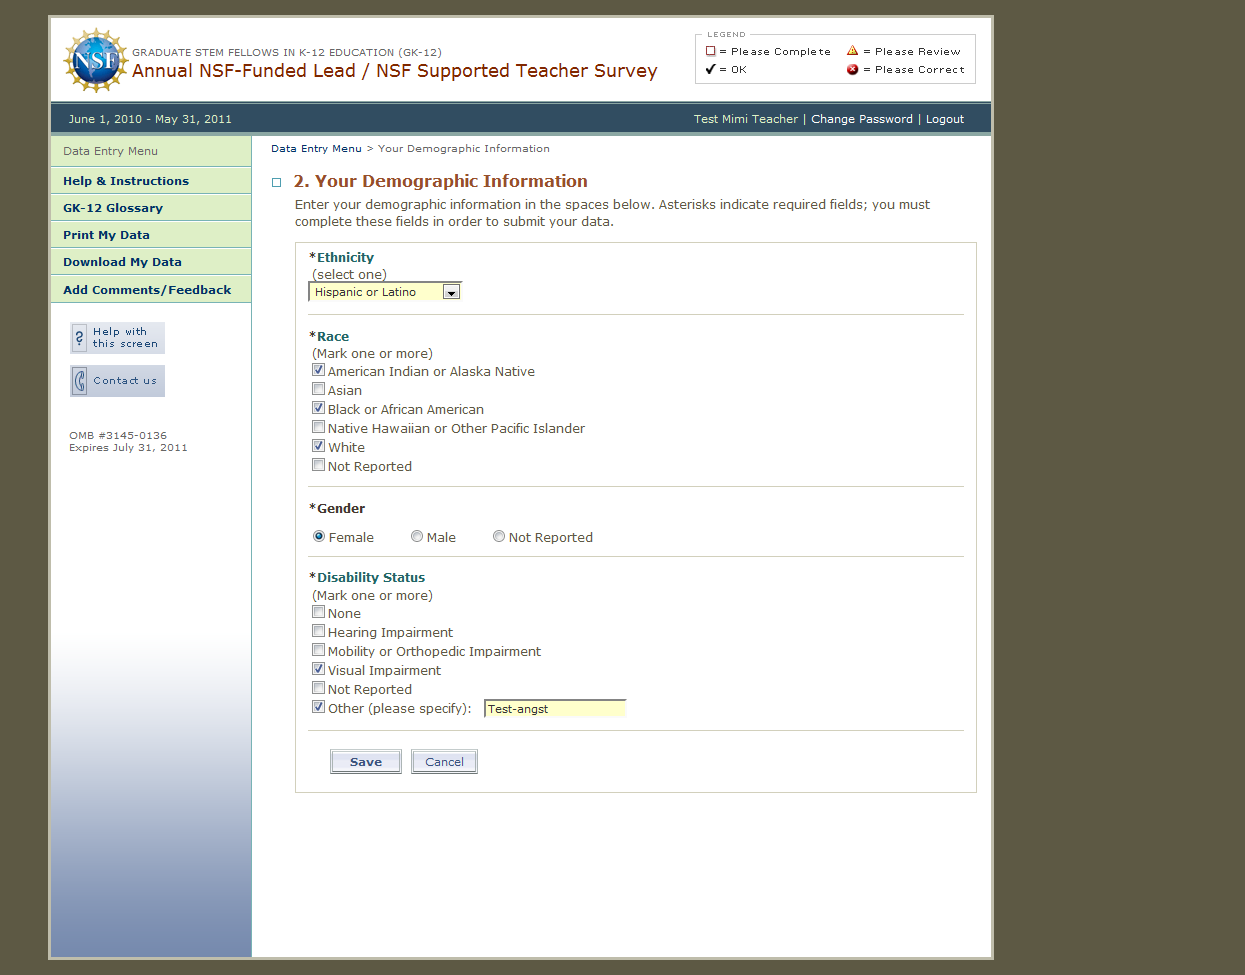 NSF
GRADUATE STEM FELLOWS IN K-12 EDUCATION (GK-12)
Annual NSF-Funded Lead / NSF Supported Teacher Survey
LEGEND
= Please Complete
= Please Review
= OK
= Please Correct
June 1, 2010 - May 31, 2011
Test Mimi Teacher | Change Password | Logout
Data Entry Menu
Help & Instructions
GK-12 Glossary
Print My Data
Download My Data
Add Comments/Feedback
? Help with
this screen
Contact us
OMB #3145-0136
Expires July 31, 2011
Data Entry Menu > Your Demographic Information
2. Your Demographic Information
Enter your demographic information in the spaces below. Asterisks indicate required fields; you must
complete these fields in order to submit your data.
*Ethnicity
(select one)
Hispanic or Latino
*Race
(Mark one or more)
American Indian or Alaska Native
Asian
Black or African American
Native Hawaiian or Other Pacific Islander
White
Not Reported
*Gender
Female Male Not Reported
*Disability Status
(Mark one or more)
None
Hearing Impairment
Mobility or Orthopedic Impairment
Visual Impairment
Not Reported
Other (please specify): Test-angst
Save Cancel